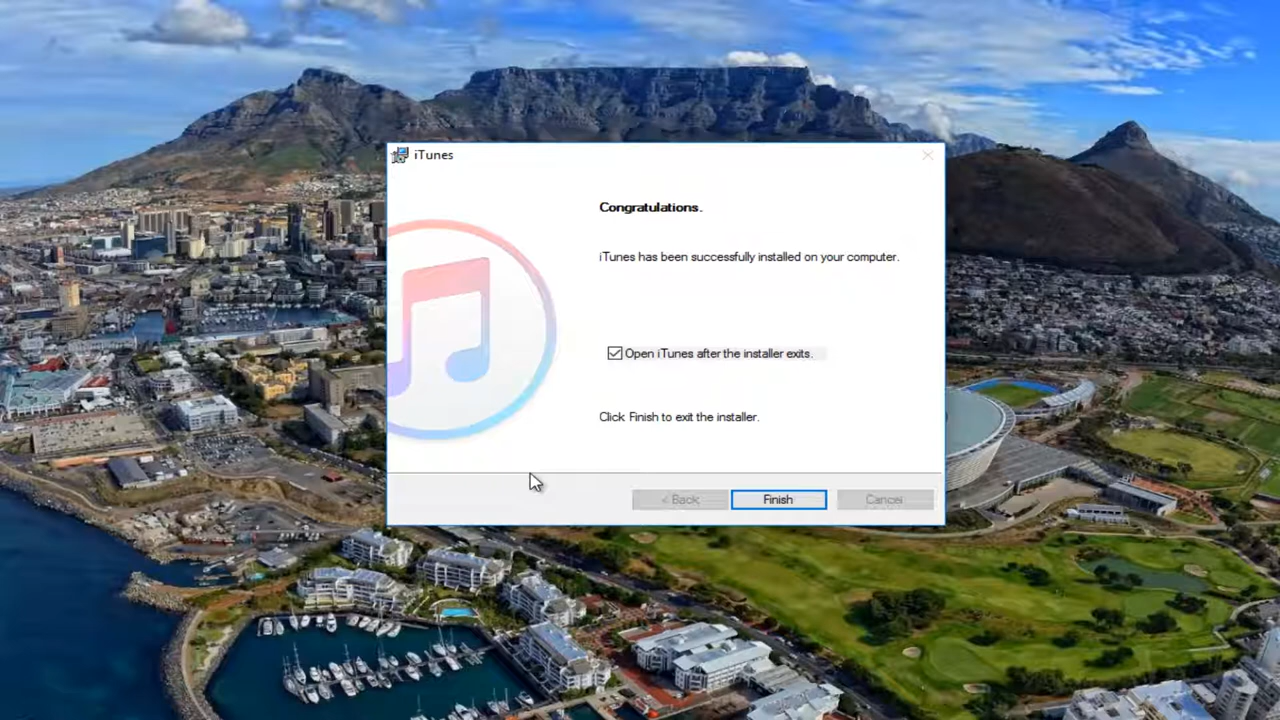 iTunes
Congratulations.
iTunes has been successfully installed on your computer.
Open iTunes after the installer exits.
Click Finish to exit the installer.
< Back
Finish
Cancel